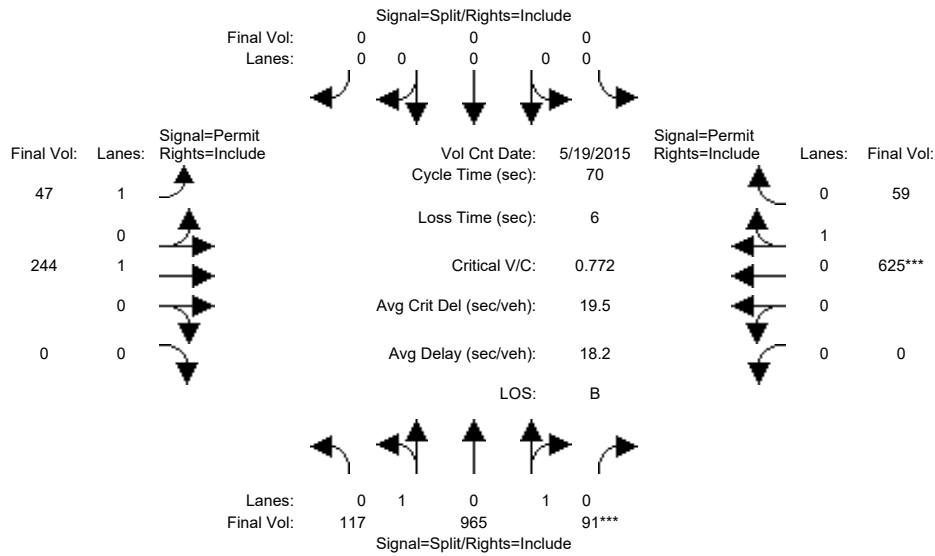 Signal=Split/Rights=Include
Final Vol: 0 0 0
Lanes: 0 0 0 0 0
Signal=Permit
Final Vol: Lanes: Rights=Include
Vol Cnt Date: 5/19/2015
Signal=Permit
Rights=Include Lanes: Final Vol:
Cycle Time (sec): 70
47 1
0 59
Loss Time (sec): 6
0
1
244 1
Critical V/C: 0.772
0 625***
0
Avg Crit Del (sec/veh): 19.5
0
0 0
Avg Delay (sec/veh): 18.2
0 0
LOS: B
Lanes: 0 1 0 1 0
Final Vol: 117 965 91***
Signal=Split/Rights=Include